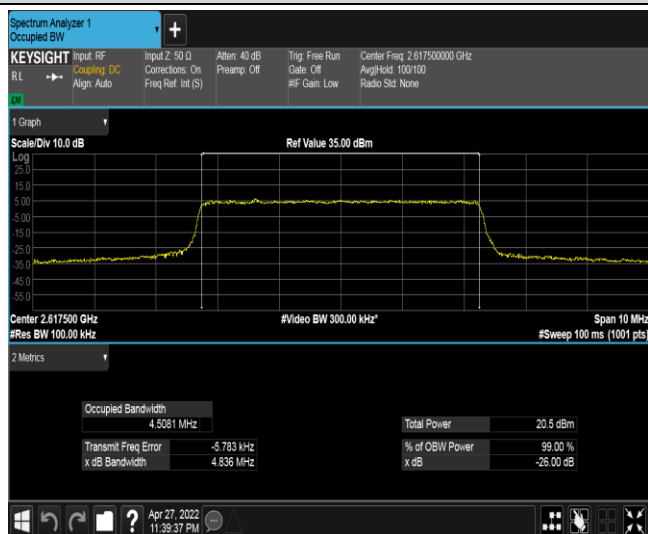 Spectrum Analyzer 1
Occupied BW
+
KEYSIGHT
RL
Input: RF
Coupling: DC
Align: Auto
Input Z: 50 Ω
Corrections: On
Freq Ref: Int (S)
Atten: 40 dB
Preamp: Off
Trig: Free Run
Gate: Off
#IF Gain: Low
Center Freq: 2.617500000 GHz
Avg|Hold: 100/100
Radio Std: None
1 Graph
Scale/Div 10.0 dB
Ref Value 35.00 dBm
Log
25.0
15.0
5.00
-5.00
-15.0
-25.0
-35.0
-45.0
-55.0
Center 2.617500 GHz
#Video BW 300.00 kHz*
Span 10 MHz
#Res BW 100.00 kHz
#Sweep 100 ms (1001 pts)
2 Metrics
Occupied Bandwidth
4.5081 MHz
Total Power 20.5 dBm
Transmit Freq Error -5.783 kHz
% of OBW Power 99.00 %
x dB Bandwidth 4.836 MHz
x dB -26.00 dB
?
Apr 27, 2022
11:39:37 PM